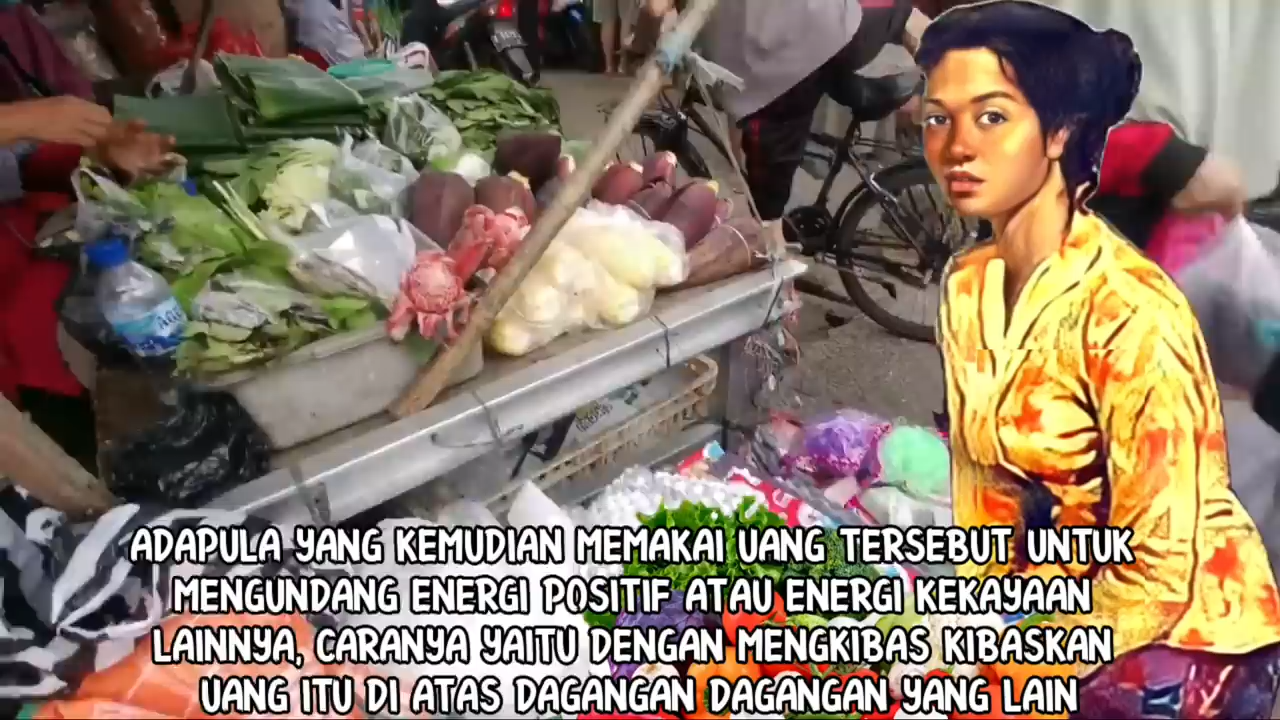 ADAPULA YANG KEMUDIAN MEMAKAI UANG TERSEBUT UNTUK
MENGUNDANG ENERGI POSITIF ATAU ENERGI KEKAYAAN
LAINNYA, CARANYA YAITU DENGAN MENGKIBAS KIBASKAN
UANG ITU DI ATAS DAGANGAN DAGANGAN YANG LAIN